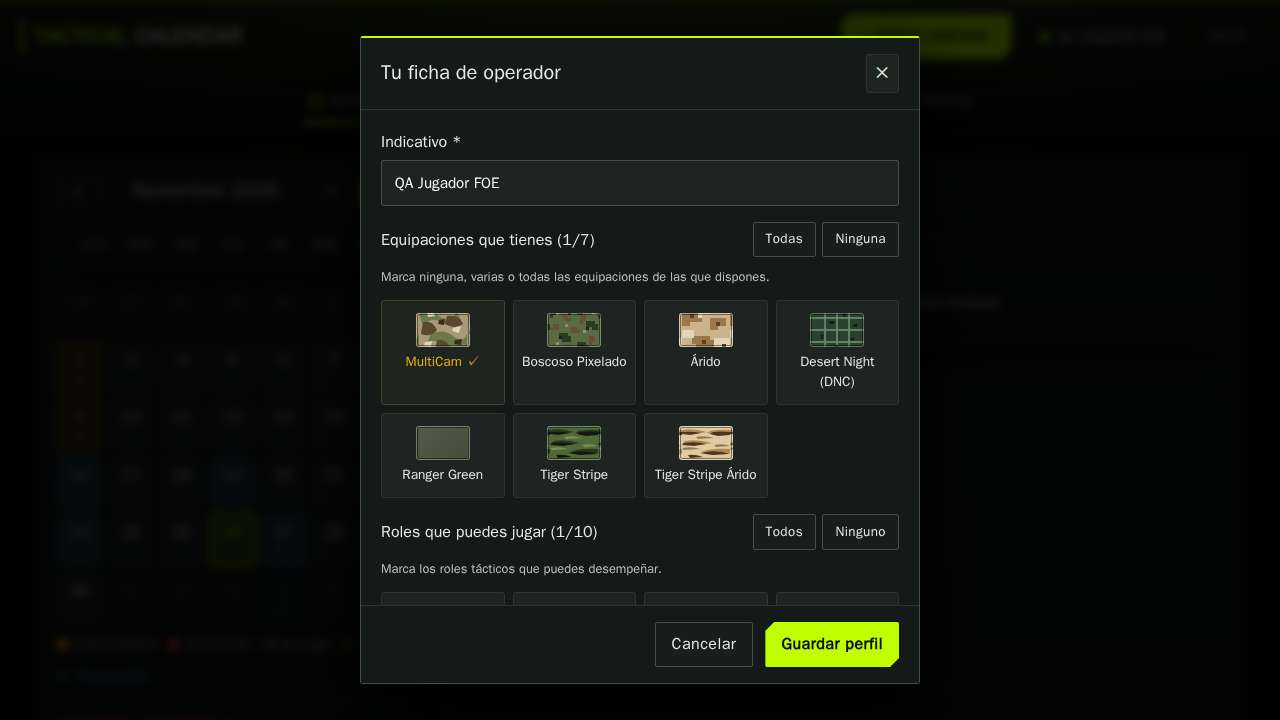 TACTICAL CALENDAR
Tu ficha de operador
✕
Indicativo *
QA Jugador FOE
Equipaciones que tienes (1/7)
Todas
Ninguna
Marca ninguna, varias o todas las equipaciones de las que dispones.
MultiCam ✓
Boscoso Pixelado
Árido
Desert Night
(DNC)
Ranger Green
Tiger Stripe
Tiger Stripe Árido
Roles que puedes jugar (1/10)
Todos
Ninguno
Marca los roles tácticos que puedes desempeñar.
Cancelar
Guardar perfil